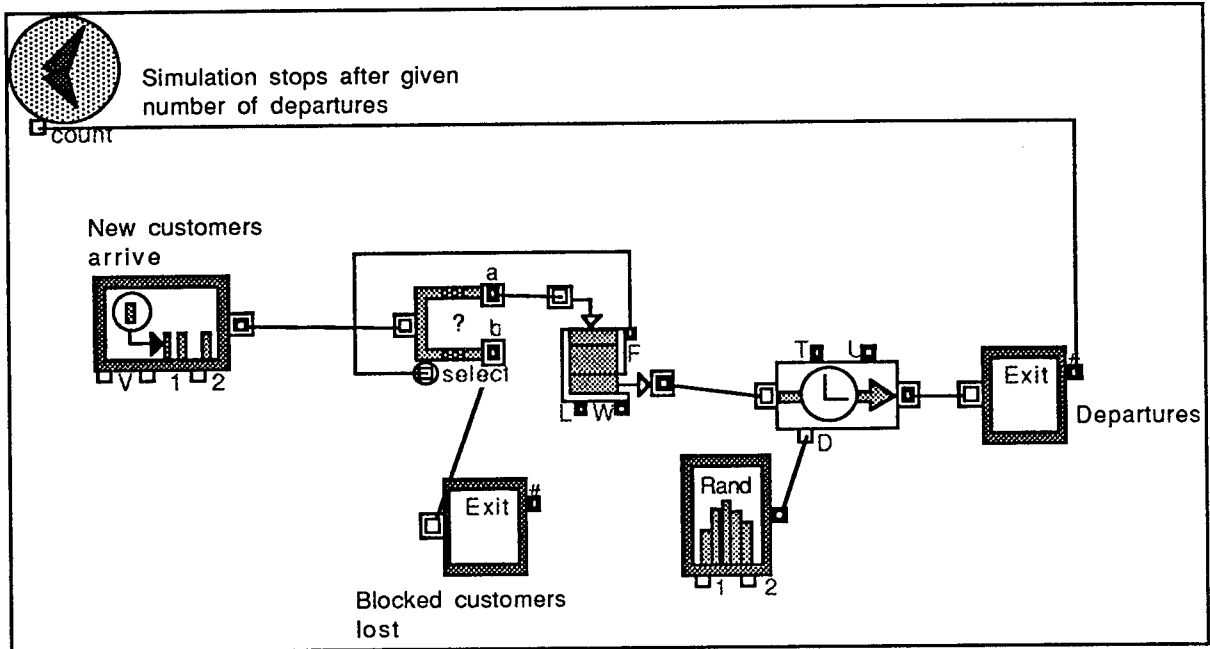 Simulation stops after given
number of departures
count
New customers
arrive
a
?
b
select
F
V 1 2
L W
T U
D
Exit
#
Departures
Rand
1 2
Exit
#
Blocked customers
lost